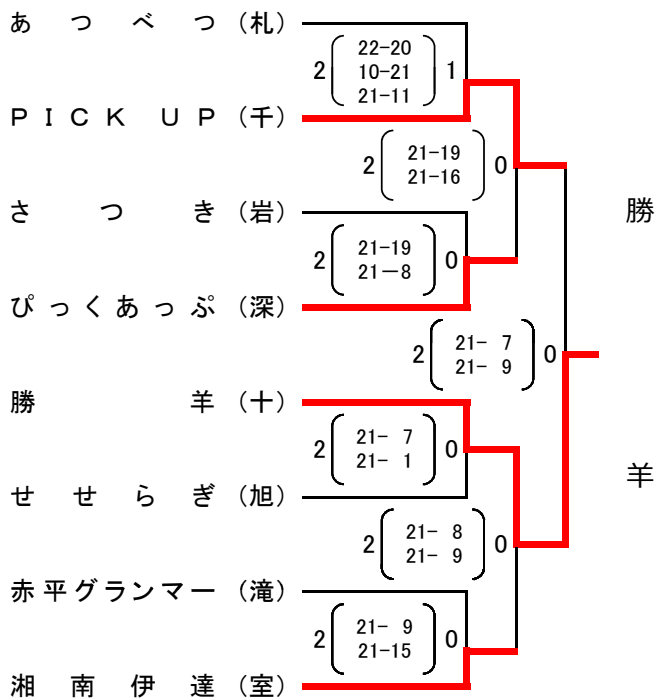 あつべつ（札）
2 22-20 1
10-21
21-11
PICK UP（千）
2 21-19 0
21-16
さつき（岩）
2 21-19 0
21-8
ぴっくあっぷ（深）
2 21- 7 0
21- 9
勝羊（十）
2 21- 7 0
21- 1
せせらぎ（旭）
2 21- 8 0
21- 9
赤平グランマー（滝）
2 21- 9 0
21-15
湘南伊達（室）
勝
羊